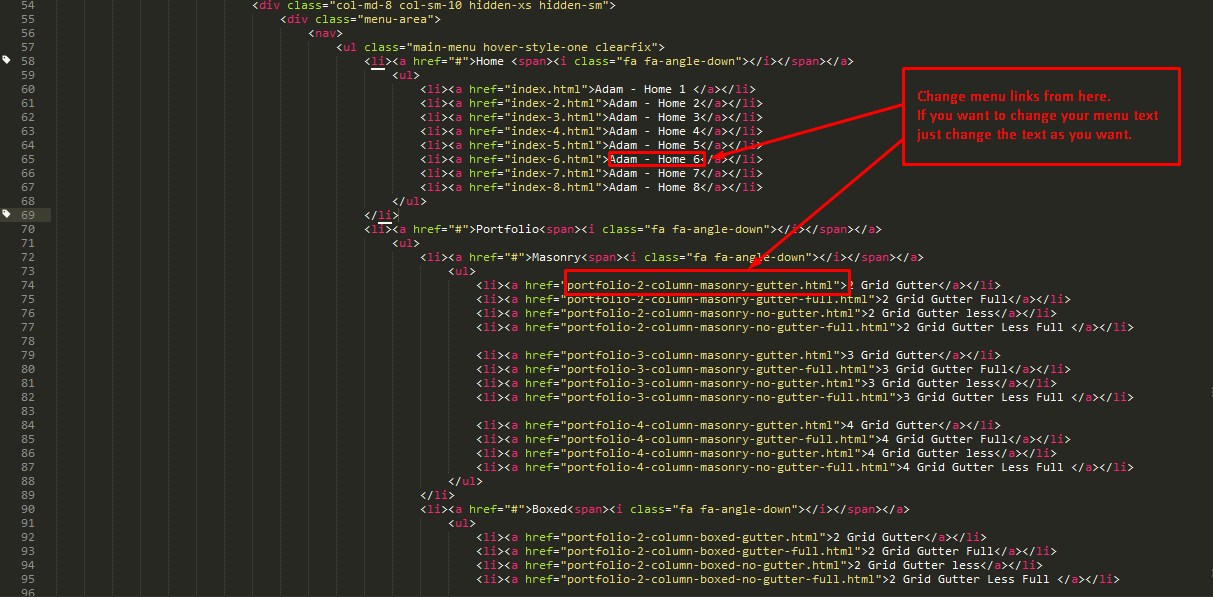 54 <div class="col-md-8 col-sm-10 hidden-xs hidden-sm">
55 <div class="menu-area">
56 <nav>
57 <ul class="main-menu hover-style-one clearfix">
58 <li><a href="#">Home <span><i class="fa fa-angle-down"></i></span></a>
59 <ul>
60 <li><a href="index.html">Adam - Home 1 </a></li>
61 <li><a href="index-2.html">Adam - Home 2</a></li>
62 <li><a href="index-3.html">Adam - Home 3</a></li>
63 <li><a href="index-4.html">Adam - Home 4</a></li>
64 <li><a href="index-5.html">Adam - Home 5</a></li>
65 <li><a href="index-6.html">Adam - Home 6</a></li>
66 <li><a href="index-7.html">Adam - Home 7</a></li>
67 <li><a href="index-8.html">Adam - Home 8</a></li>
68 </ul>
69 </li>
70 <li><a href="#">Portfolio<span><i class="fa fa-angle-down"></i></span></a>
71 <ul>
72 <li><a href="#">Masonry<span><i class="fa fa-angle-down"></i></span></a>
73 <ul>
74 <li><a href="portfolio-2-column-masonry-gutter.html">2 Grid Gutter</a></li>
75 <li><a href="portfolio-2-column-masonry-gutter-full.html">2 Grid Gutter Full</a></li>
76 <li><a href="portfolio-2-column-masonry-no-gutter.html">2 Grid Gutter less</a></li>
77 <li><a href="portfolio-2-column-masonry-no-gutter-full.html">2 Grid Gutter Less Full </a></li>
78
79 <li><a href="portfolio-3-column-masonry-gutter.html">3 Grid Gutter</a></li>
80 <li><a href="portfolio-3-column-masonry-gutter-full.html">3 Grid Gutter Full</a></li>
81 <li><a href="portfolio-3-column-masonry-no-gutter.html">3 Grid Gutter less</a></li>
82 <li><a href="portfolio-3-column-masonry-no-gutter-full.html">3 Grid Gutter Less Full </a></li>
83
84 <li><a href="portfolio-4-column-masonry-gutter.html">4 Grid Gutter</a></li>
85 <li><a href="portfolio-4-column-masonry-gutter-full.html">4 Grid Gutter Full</a></li>
86 <li><a href="portfolio-4-column-masonry-no-gutter.html">4 Grid Gutter less</a></li>
87 <li><a href="portfolio-4-column-masonry-no-gutter-full.html">4 Grid Gutter Less Full </a></li>
88 </ul>
89 </li>
90 <li><a href="#">Boxed<span><i class="fa fa-angle-down"></i></span></a>
91 <ul>
92 <li><a href="portfolio-2-column-boxed-gutter.html">2 Grid Gutter</a></li>
93 <li><a href="portfolio-2-column-boxed-gutter-full.html">2 Grid Gutter Full</a></li>
94 <li><a href="portfolio-2-column-boxed-no-gutter.html">2 Grid Gutter less</a></li>
95 <li><a href="portfolio-2-column-boxed-no-gutter-full.html">2 Grid Gutter Less Full </a></li>
96
Change menu links from here.
If you want to change your menu text
just change the text as you want.